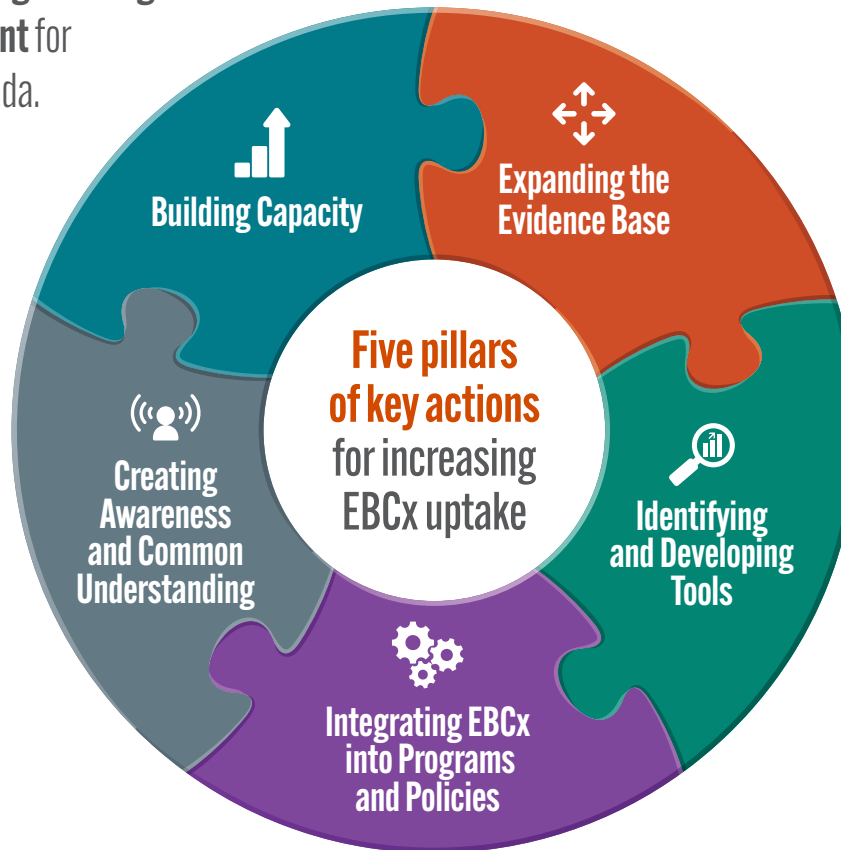 nt for
da.
Building Capacity
Expanding the
Evidence Base
Five pillars
of key actions
for increasing
EBCx uptake
Creating
Awareness
and Common
Understanding
Identifying
and Developing
Tools
Integrating EBCx
into Programs
and Policies